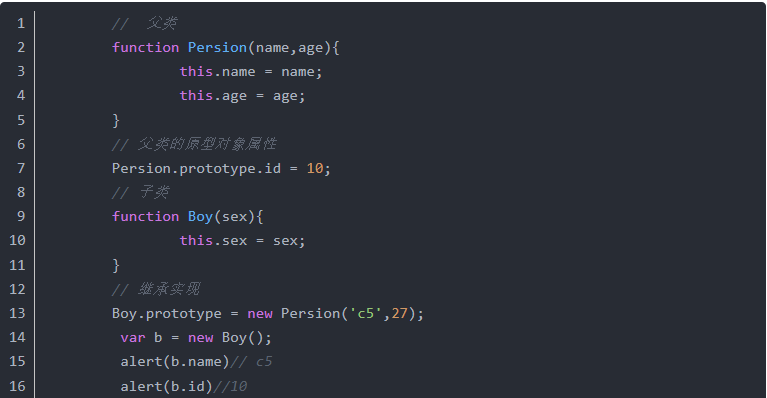 1 //  父类
2 function Persion(name,age){
3 this.name = name;
4 this.age = age;
5 }
6 // 父类的原型对象属性
7 Persion.prototype.id = 10;
8 // 子类
9 function Boy(sex){
10 this.sex = sex;
11 }
12 // 继承实现
13 Boy.prototype = new Persion('c5',27);
14 var b = new Boy();
15 alert(b.name)// c5
16 alert(b.id)//10